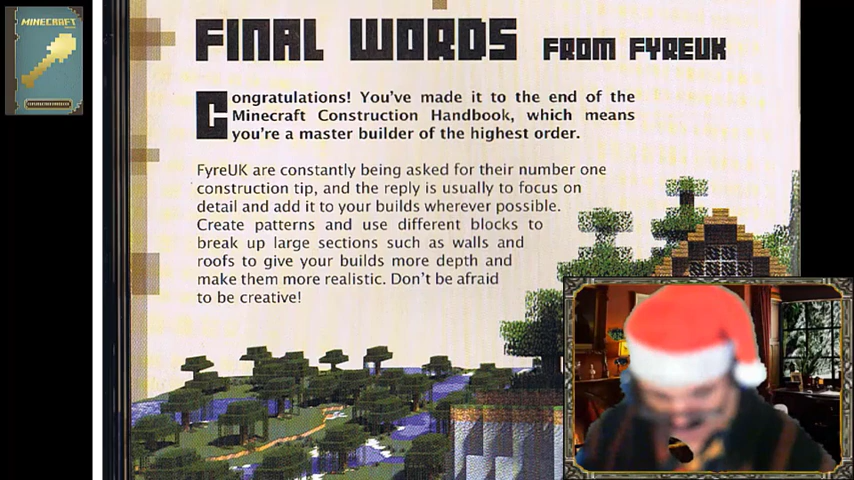 MINECRAFT
FINAL WORDS FROM FYREUK
Congratulations! You've made it to the end of the
Minecraft Construction Handbook, which means
you're a master builder of the highest order.
FyreUK are constantly being asked for their number one
construction tip, and the reply is usually to focus on
detail and add it to your builds wherever possible.
Create patterns and use different blocks to
break up large sections such as walls and
roofs to give your builds more depth and
make them more realistic. Don't be afraid
to be creative!